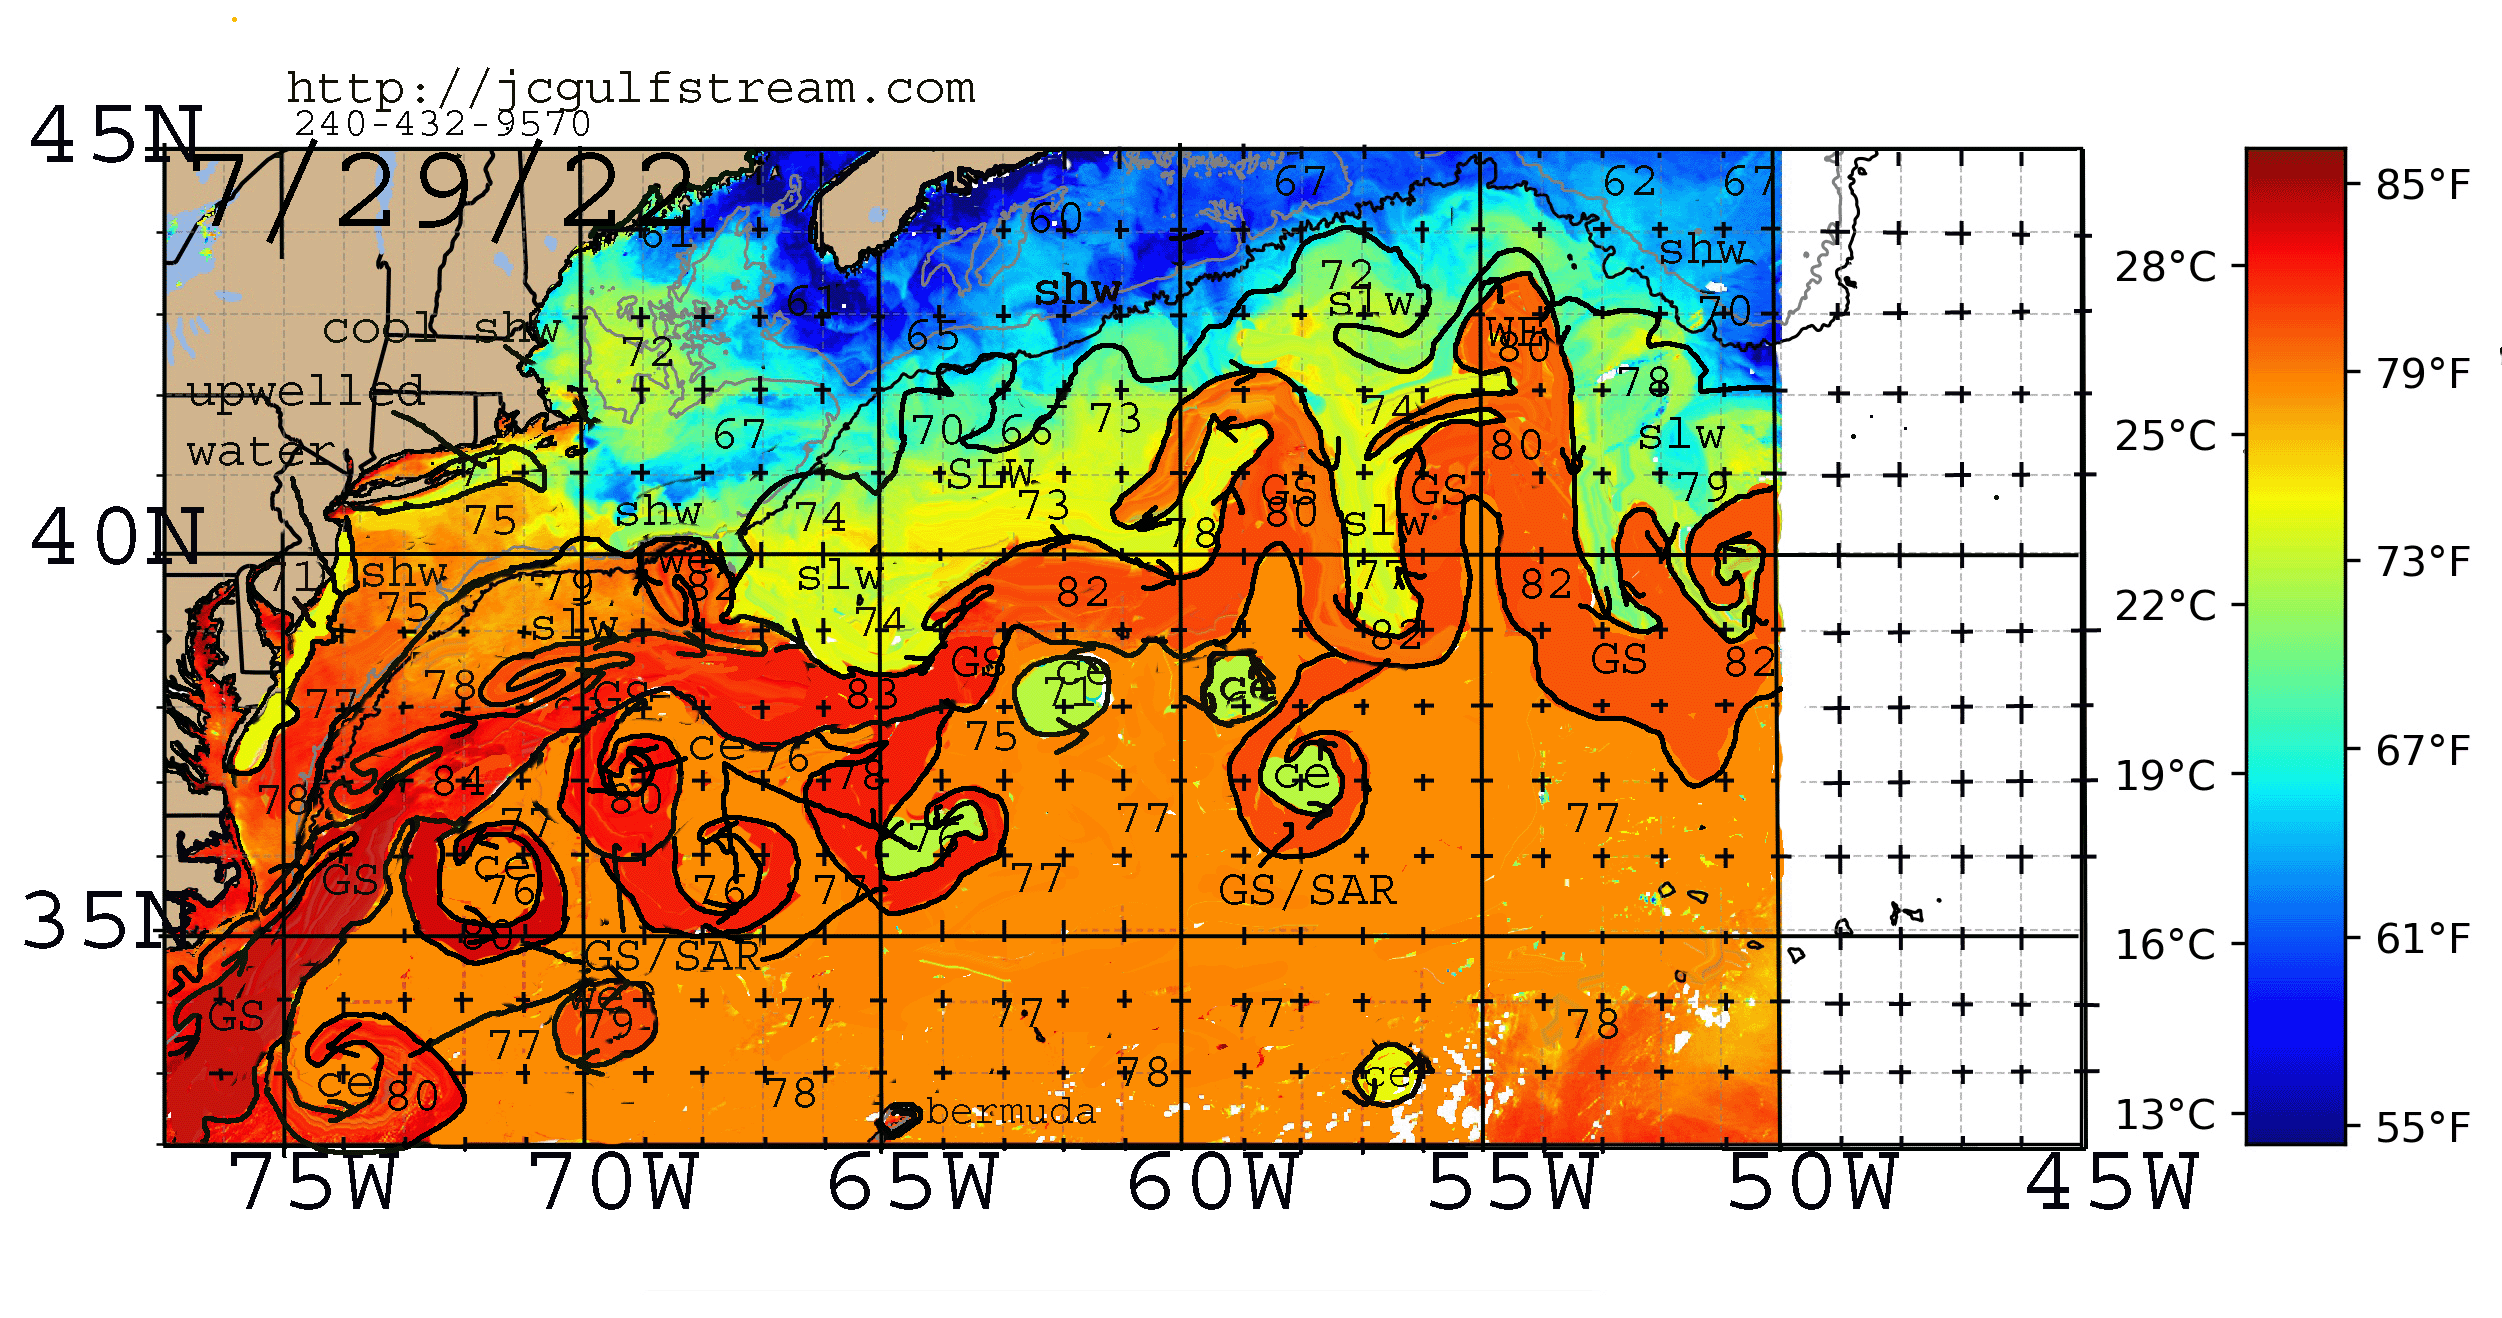 http://jcgulfstream.com
240-432-9570
45N
7/29/22
67
62
67
85°F
61
60
shw
28°C
72
slw
61
shw
70
cool shw
65
WE
80
72
79°F
78
upwelled
74
70
66
73
67
80
slw
25°C
water
71
SLW
GS
GS
79
75
shw
74
73
80
slw
78
40N
73°F
we
71
shw
79
82
slw
82
77
82
22°C
75
slw
74
82
GS
GS
82
ce
78
77
GS
83
71
ce
67°F
75
ce
76
84
78
ce
19°C
78
80
77
76
77
77
ce
GS
76
76
77
77
GS/SAR
35N
80
GS/SAR
16°C
61°F
GS
79
77
77
77
77
78
ce
80
78
78
ce
bermuda
13°C
55°F
75W
70W
65W
60W
55W
50W
45W